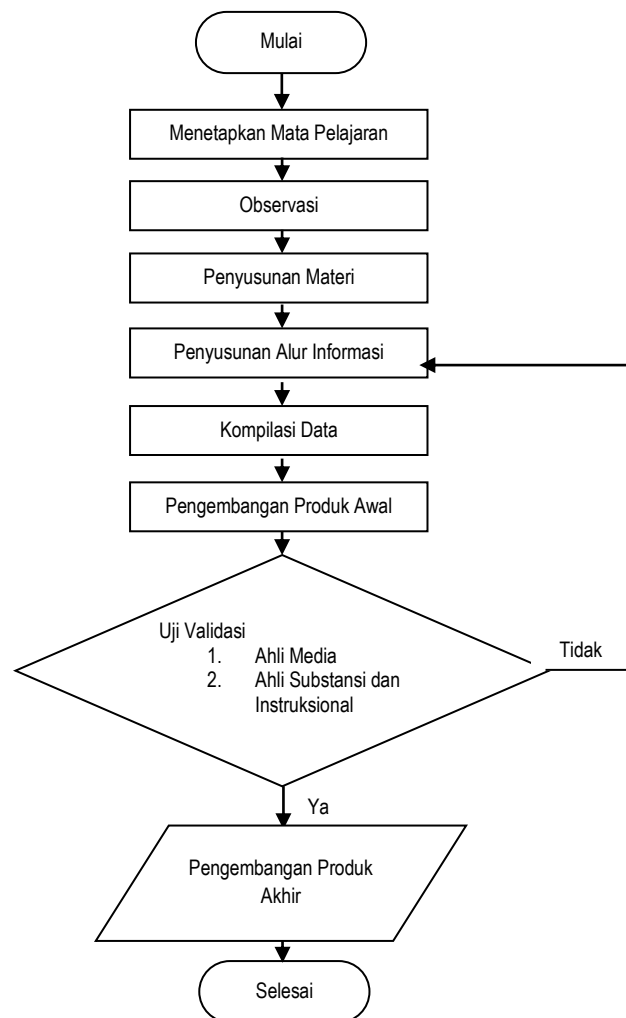 Mulai
Menetapkan Mata Pelajaran
Observasi
Penyusunan Materi
Penyusunan Alur Informasi
Kompilasi Data
Pengembangan Produk Awal
Uji Validasi
1. Ahli Media
2. Ahli Substansi dan
Instruksional
Tidak
Ya
Pengembangan Produk
Akhir
Selesai